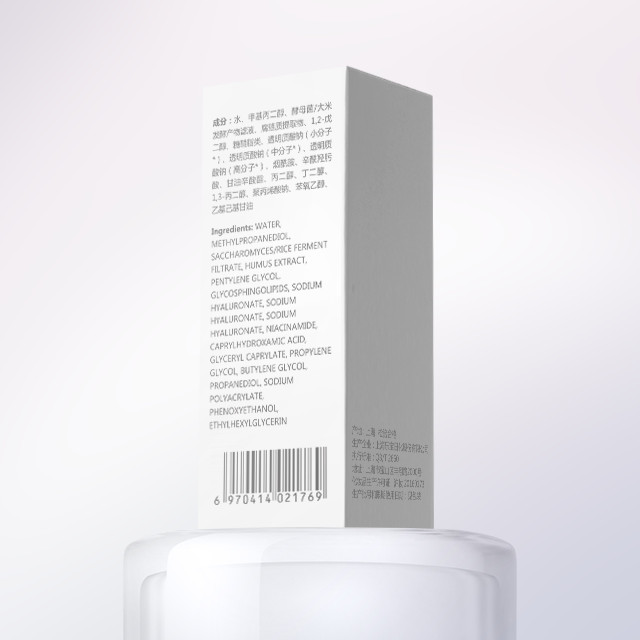 成分：水、甲基丙二醇、酵母菌/大米
发酵产物滤液、腐殖质提取物、1,2-戊
二醇、糖鞘脂类、透明质酸钠（小分子
*）、透明质酸钠（中分子*）、透明质
酸钠（高分子*）、烟酰胺、辛酰羟肟
酸、甘油辛酸酯、丙二醇、丁二醇、
1,3-丙二醇、聚丙烯酸钠、苯氧乙醇、
乙基己基甘油
Ingredients: WATER,
METHYLPROPANEDIOL,
SACCHAROMYCES/RICE FERMENT
FILTRATE, HUMUS EXTRACT,
PENTYLENE GLYCOL,
GLYCOSPHINGOLIPIDS, SODIUM
HYALURONATE, SODIUM
HYALURONATE, SODIUM
HYALURONATE, NIACINAMIDE,
CAPRYLHYDROXAMIC ACID,
GLYCERYL CAPRYLATE, PROPYLENE
GLYCOL, BUTYLENE GLYCOL,
PROPANEDIOL, SODIUM
POLYACRYLATE,
PHENOXYETHANOL,
ETHYLHEXYLGLYCERIN
6 970414 021769